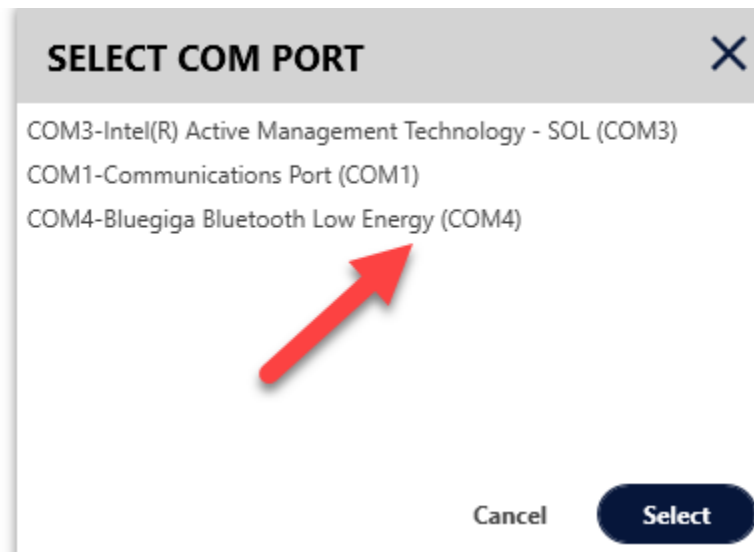 SELECT COM PORT
COM3-Intel(R) Active Management Technology - SOL (COM3)
COM1-Communications Port (COM1)
COM4-Bluegiga Bluetooth Low Energy (COM4)
Cancel Select